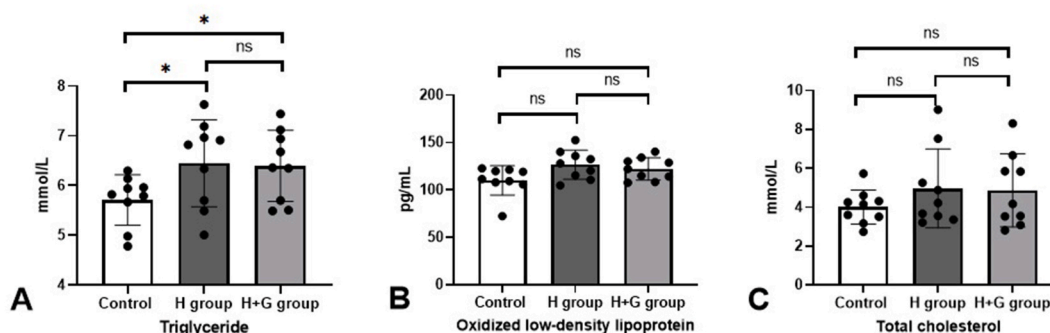 *
*
ns
8
7
6
5
4
mmol/L
Control
H group
H+G group
A
Triglyceride
ns
ns
ns
200
150
100
50
0
pg/mL
Control
H group
H+G group
B
Oxidized low-density lipoprotein
ns
ns
ns
10
8
6
4
2
0
mmol/L
Control
H group
H+G group
C
Total cholesterol